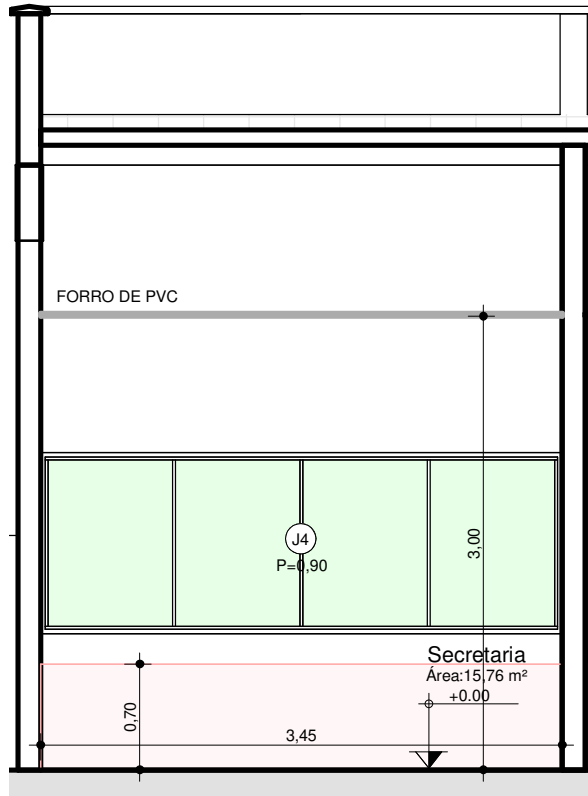 FORRO DE PVC
J4
P=0,90
3,00
Secretaria
Área:15,76 m²
+0.00
0,70
3,45